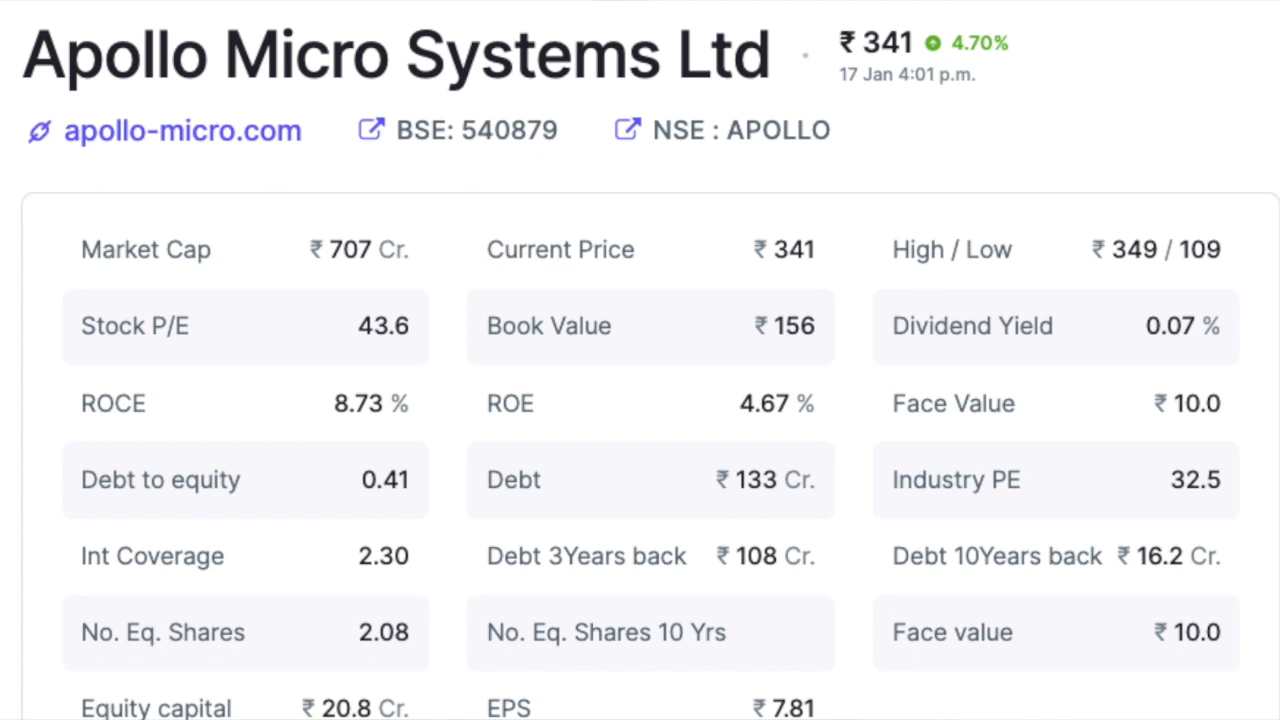 Apollo Micro Systems Ltd · ₹ 341 4.70%
17 Jan 4:01 p.m.
apollo-micro.com BSE: 540879 NSE : APOLLO
Market Cap ₹ 707 Cr. Current Price ₹ 341 High / Low ₹ 349 / 109
Stock P/E 43.6 Book Value ₹ 156 Dividend Yield 0.07 %
ROCE 8.73 % ROE 4.67 % Face Value ₹ 10.0
Debt to equity 0.41 Debt ₹ 133 Cr. Industry PE 32.5
Int Coverage 2.30 Debt 3Years back ₹ 108 Cr. Debt 10Years back ₹ 16.2 Cr.
No. Eq. Shares 2.08 No. Eq. Shares 10 Yrs Face value ₹ 10.0
Equity capital ₹ 20.8 Cr. EPS ₹ 7.81